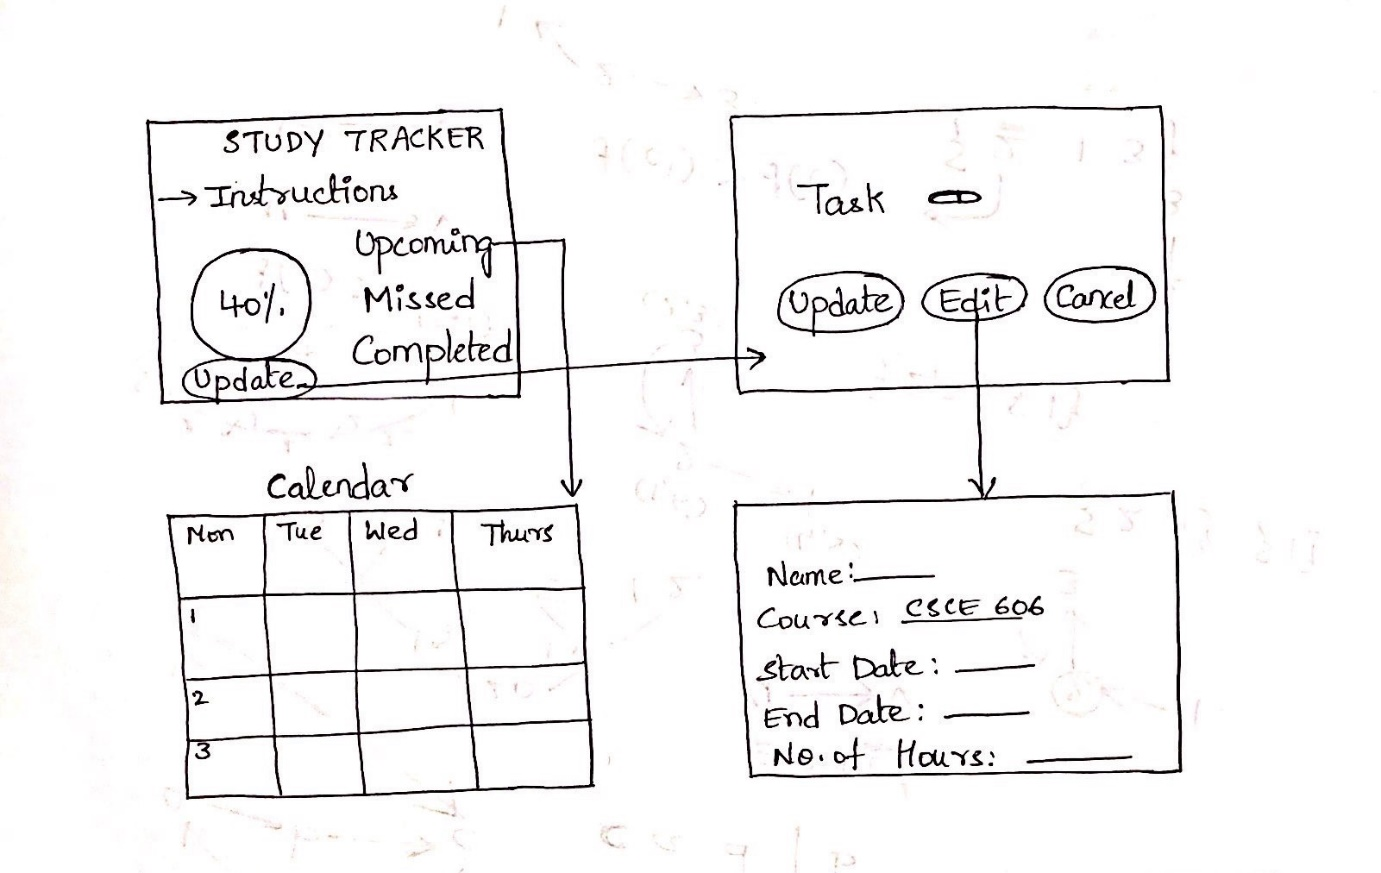 STUDY TRACKER
→ Instructions
Upcoming
40%.
Missed
Completed
Update
Task
Update Edit Cancel
Calendar
Mon Tue Wed Thurs
1
2
3
Name:
Course: CSCE 606
Start Date:
End Date:
No. of Hours: